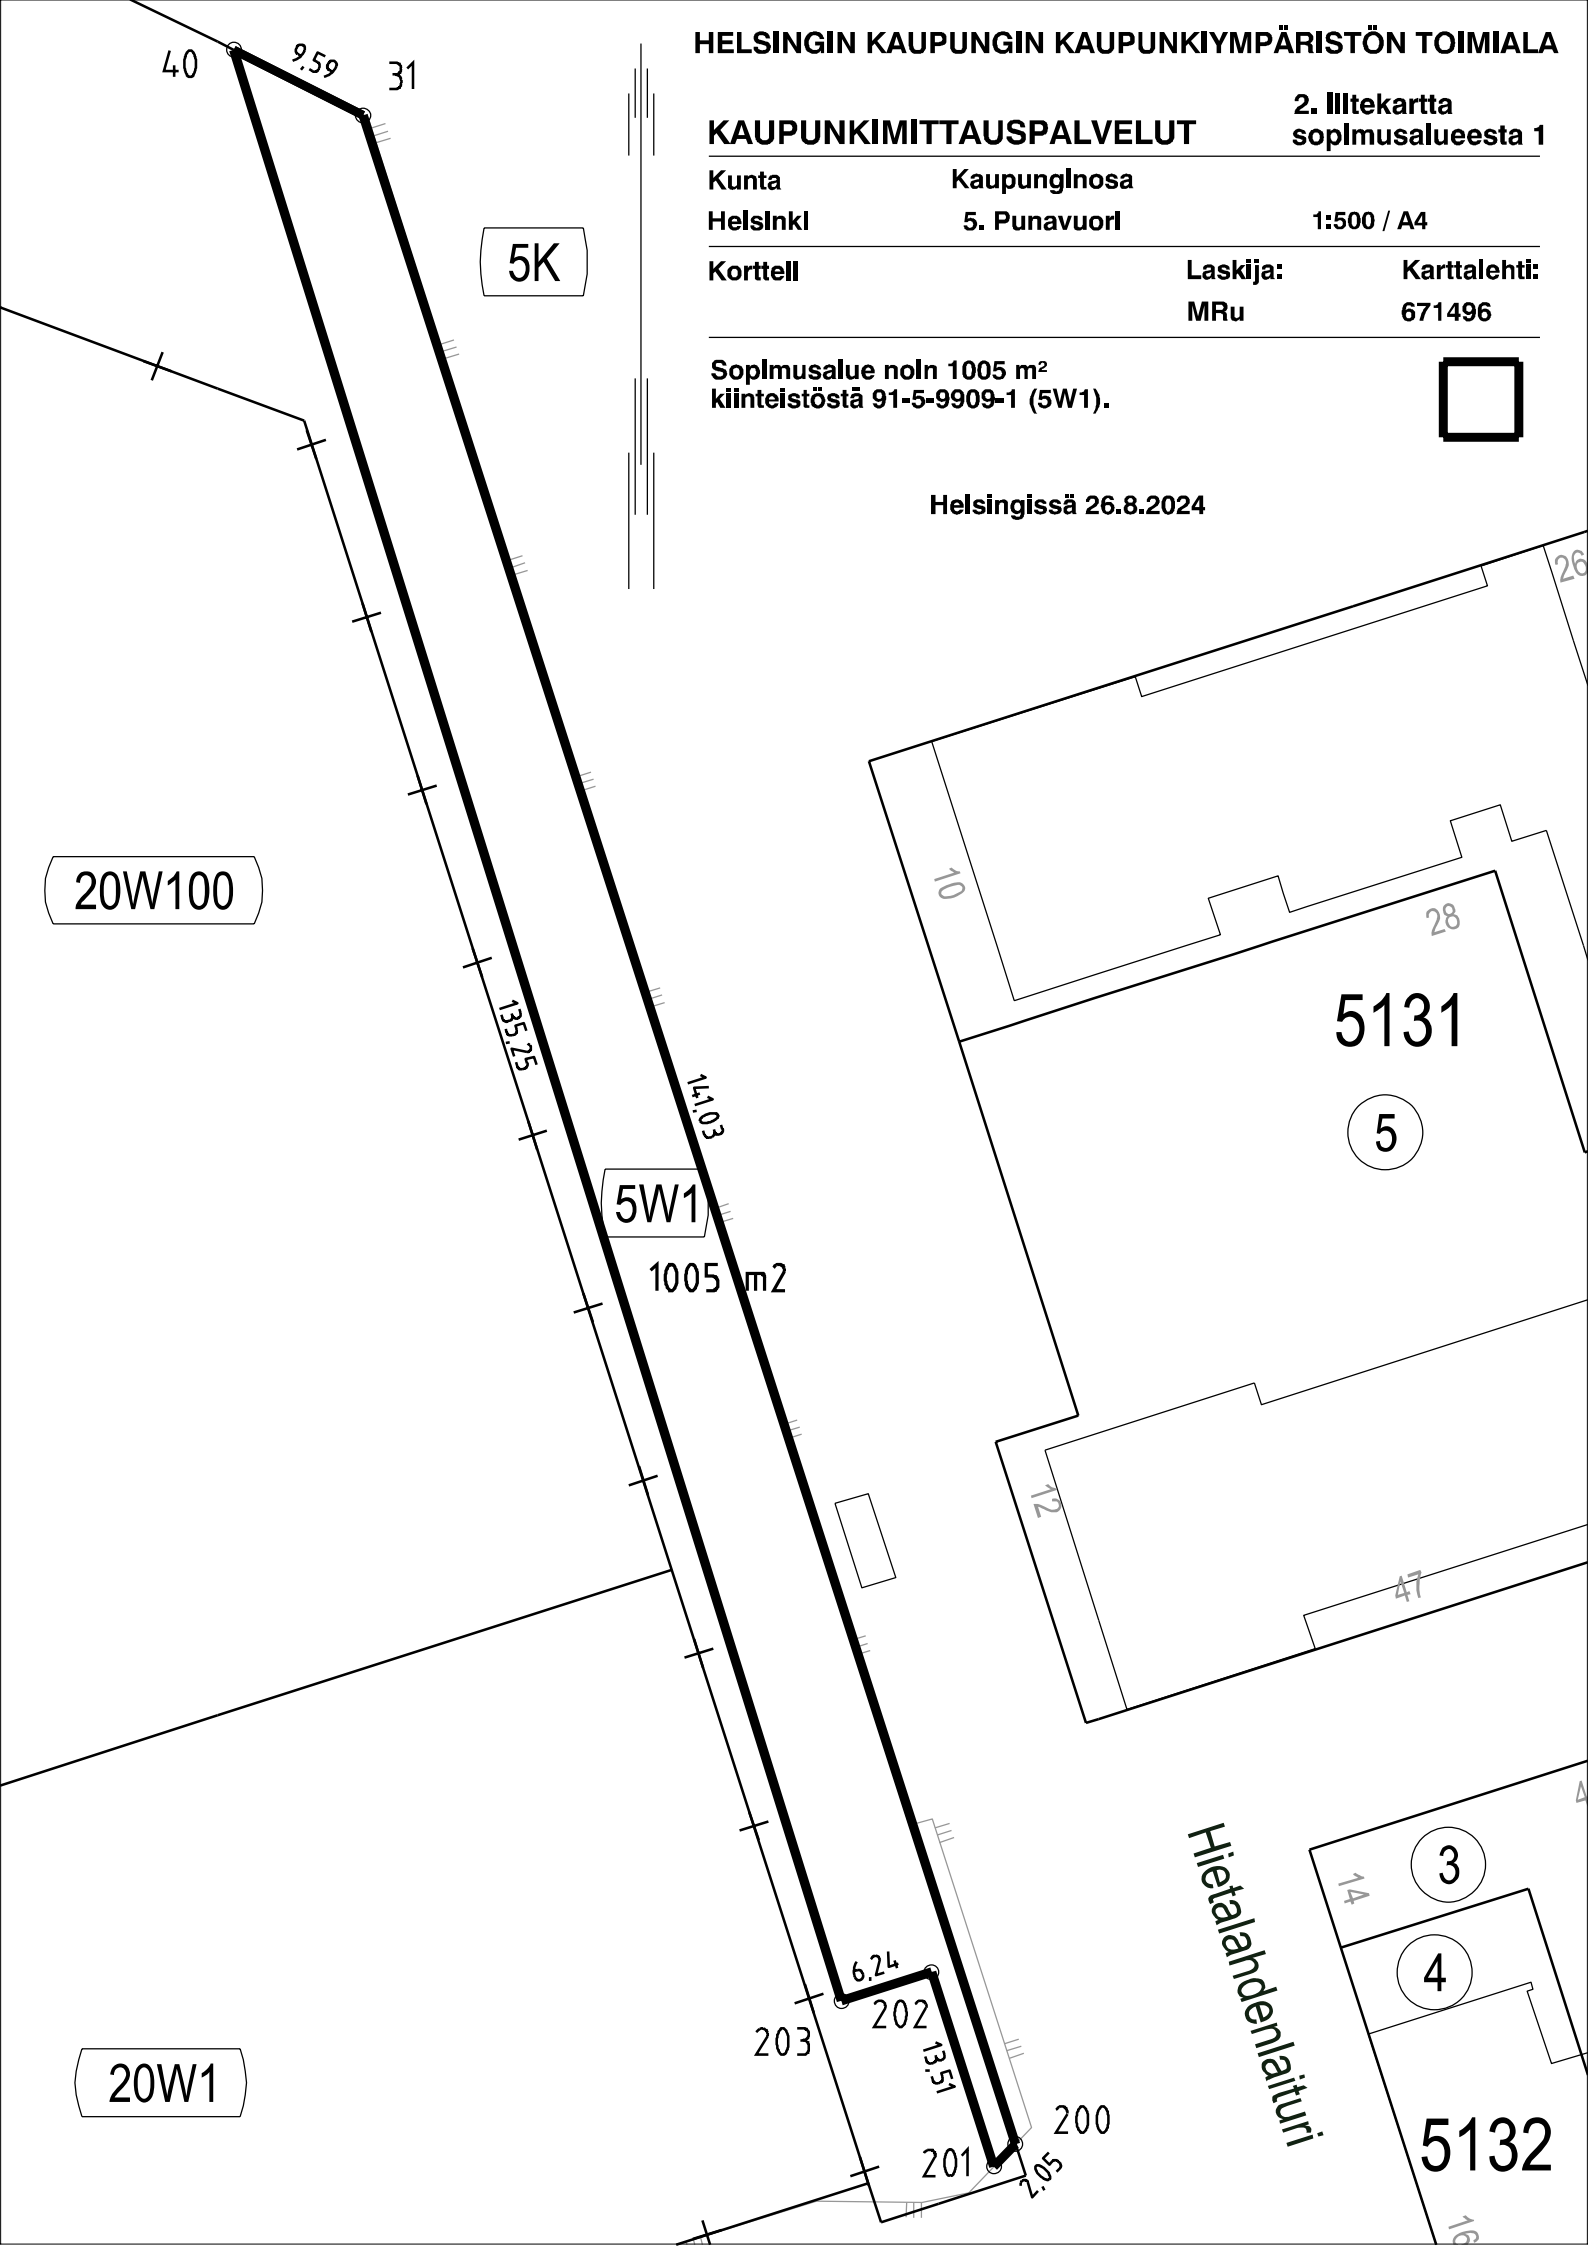 HELSINGIN KAUPUNGIN KAUPUNKIYMPÄRISTÖN TOIMIALA
KAUPUNKIMITTAUSPALVELUT
2. liitekartta
sopimusalueesta 1
Kunta Kaupunginosa
Helsinki 5. Punavuori 1:500 / A4
Kortteli Laskija: Karttalehti:
MRu 671496
Sopimusalue noin 1005 m²
kiinteistöstä 91-5-9909-1 (5W1).
Helsingissä 26.8.2024
40
9.59
31
5K
26
10
28
20W100
5131
135.25
141.03
5
5W1
1005 m2
12
47
4
Hietalahdenlaituri
3
14
4
6.24
202
203
13.51
20W1
200
201
2.05
5132
16